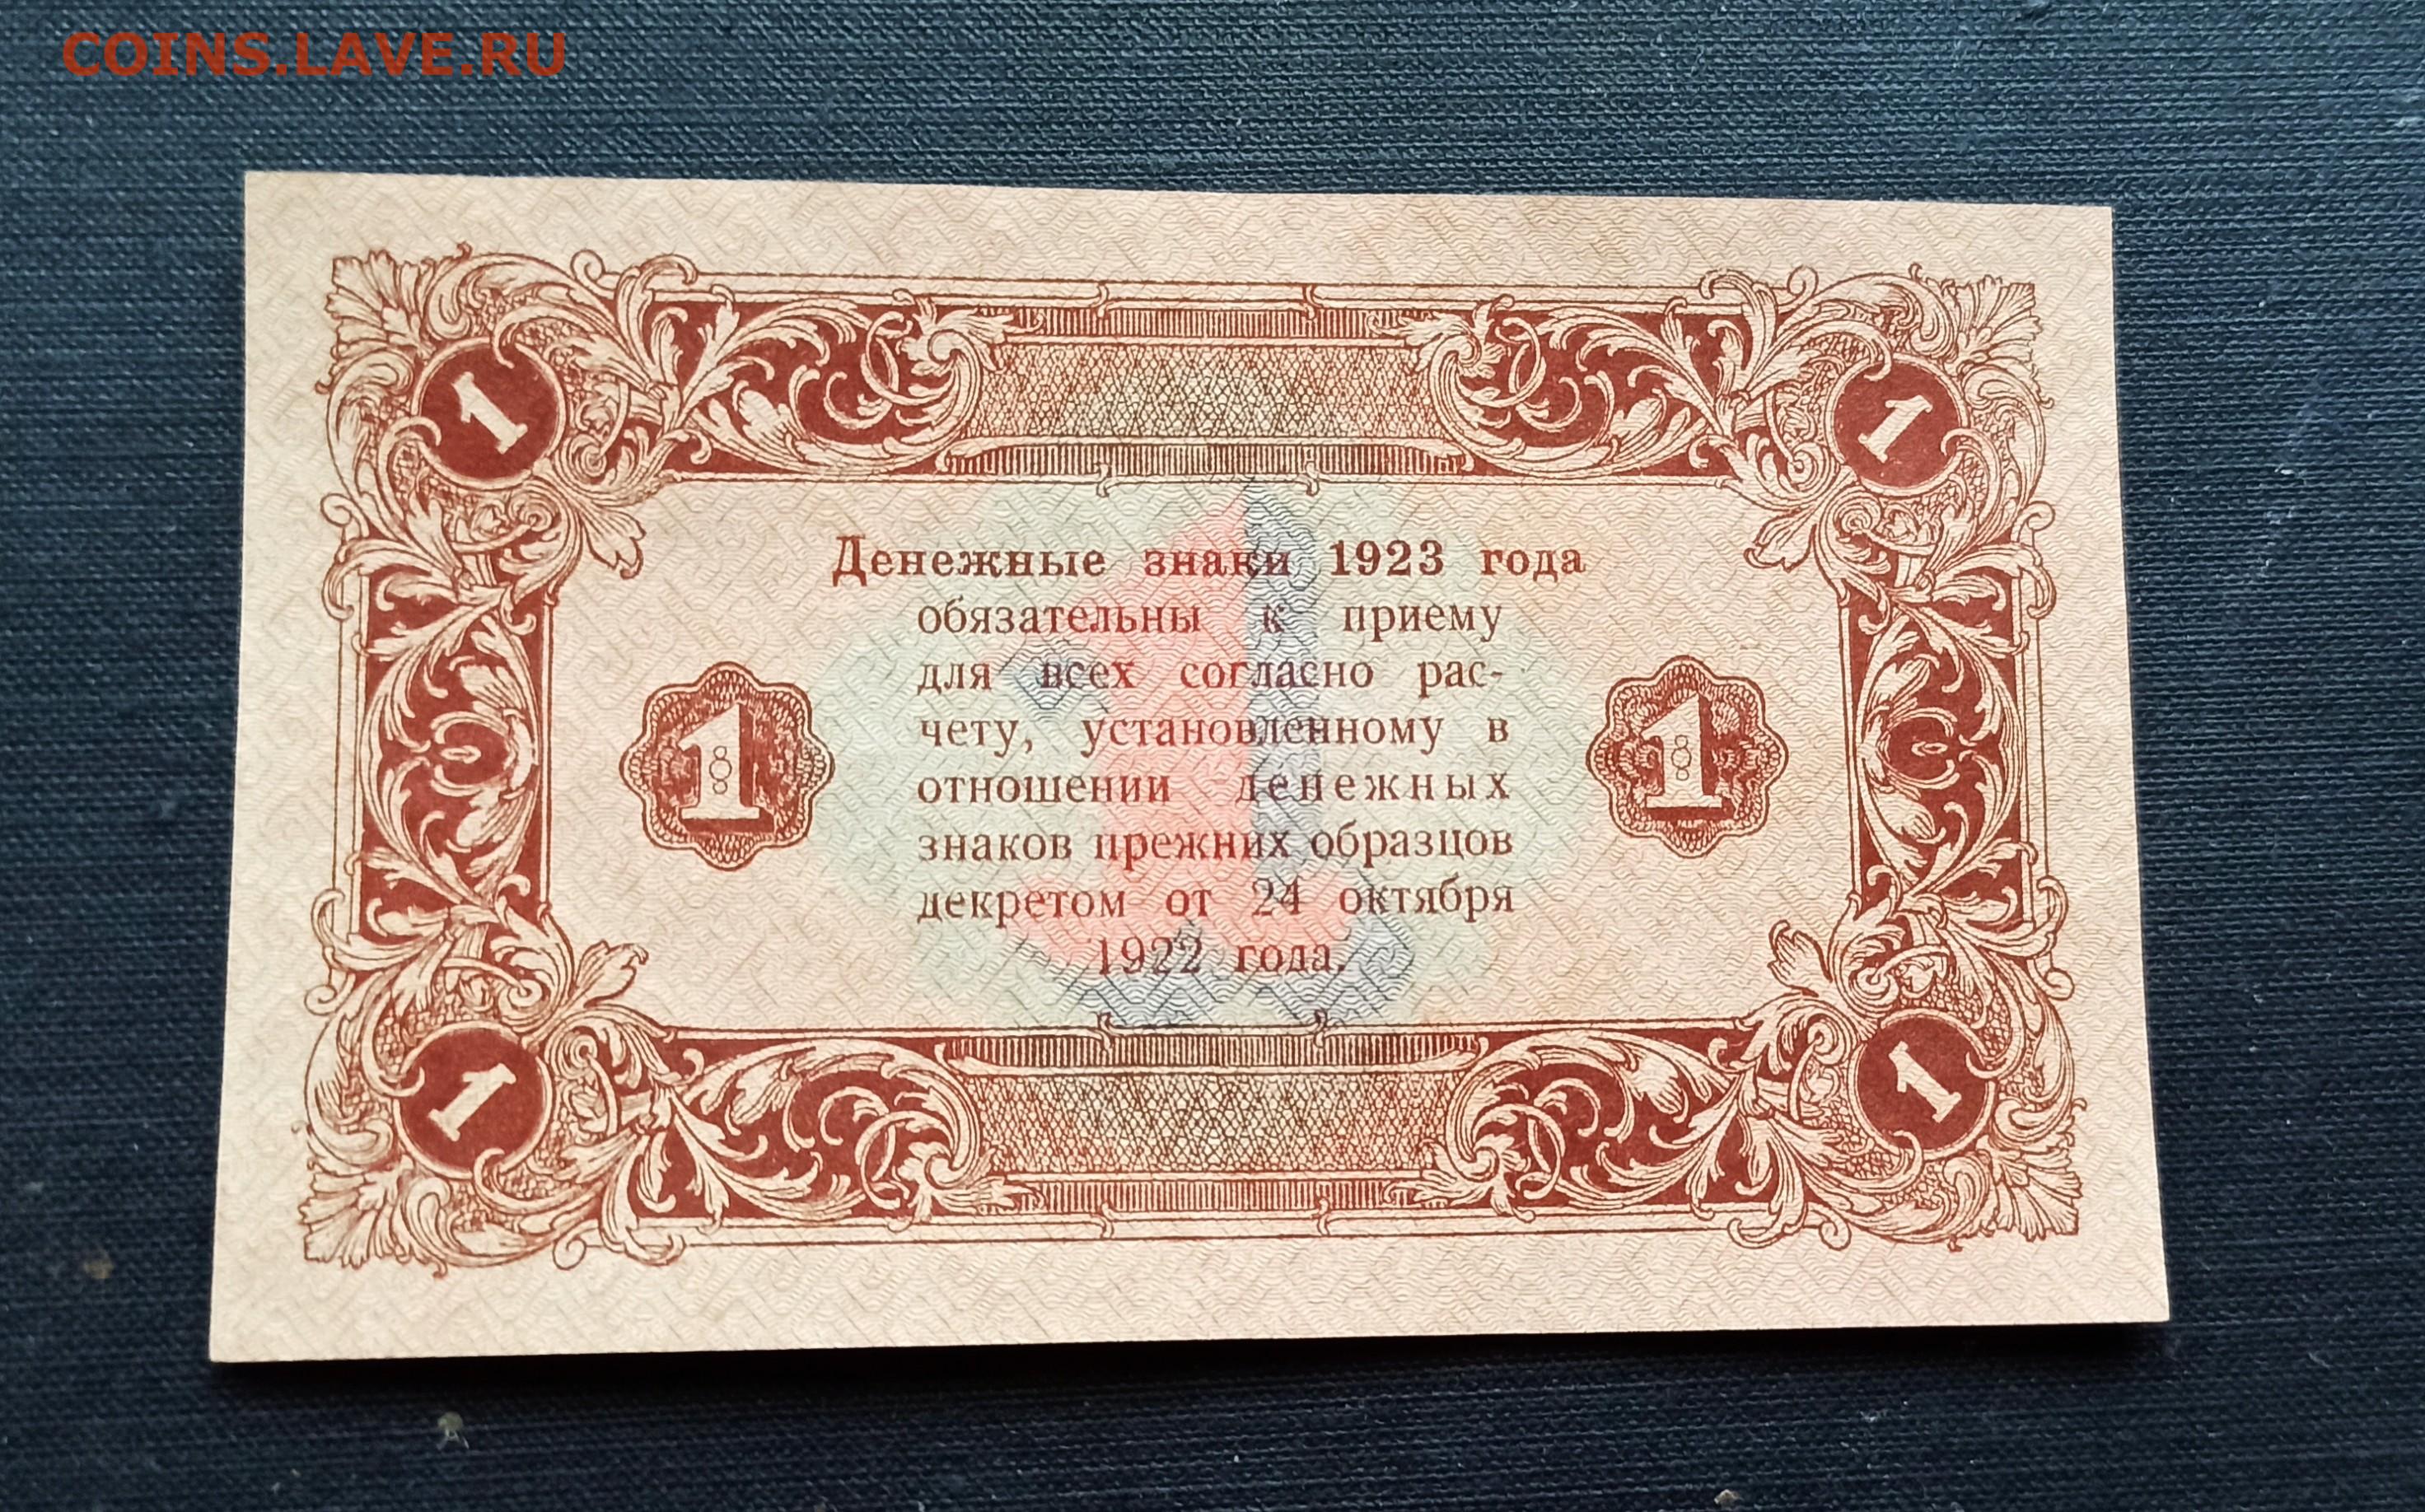 COINS.LAVE.RU
1
1
Денежные знаки 1923 года
обязательны к приему
для всех согласно рас-
чету, установленному в
отношении денежных
знаков прежних образцов
декретом от 24 октября
1922 года.
1
1
1
1